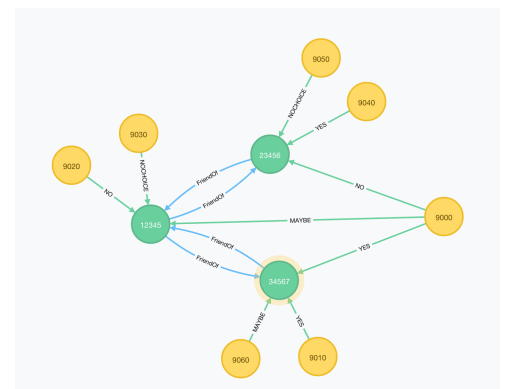 9050
NOCHOICE
9040
YES
9030
NOCHOICE
23456
9020
FriendOf
NO
NO
FriendOf
12345
MAYBE
9000
FriendOf
YES
FriendOf
34567
MAYBE
YES
9060
9010